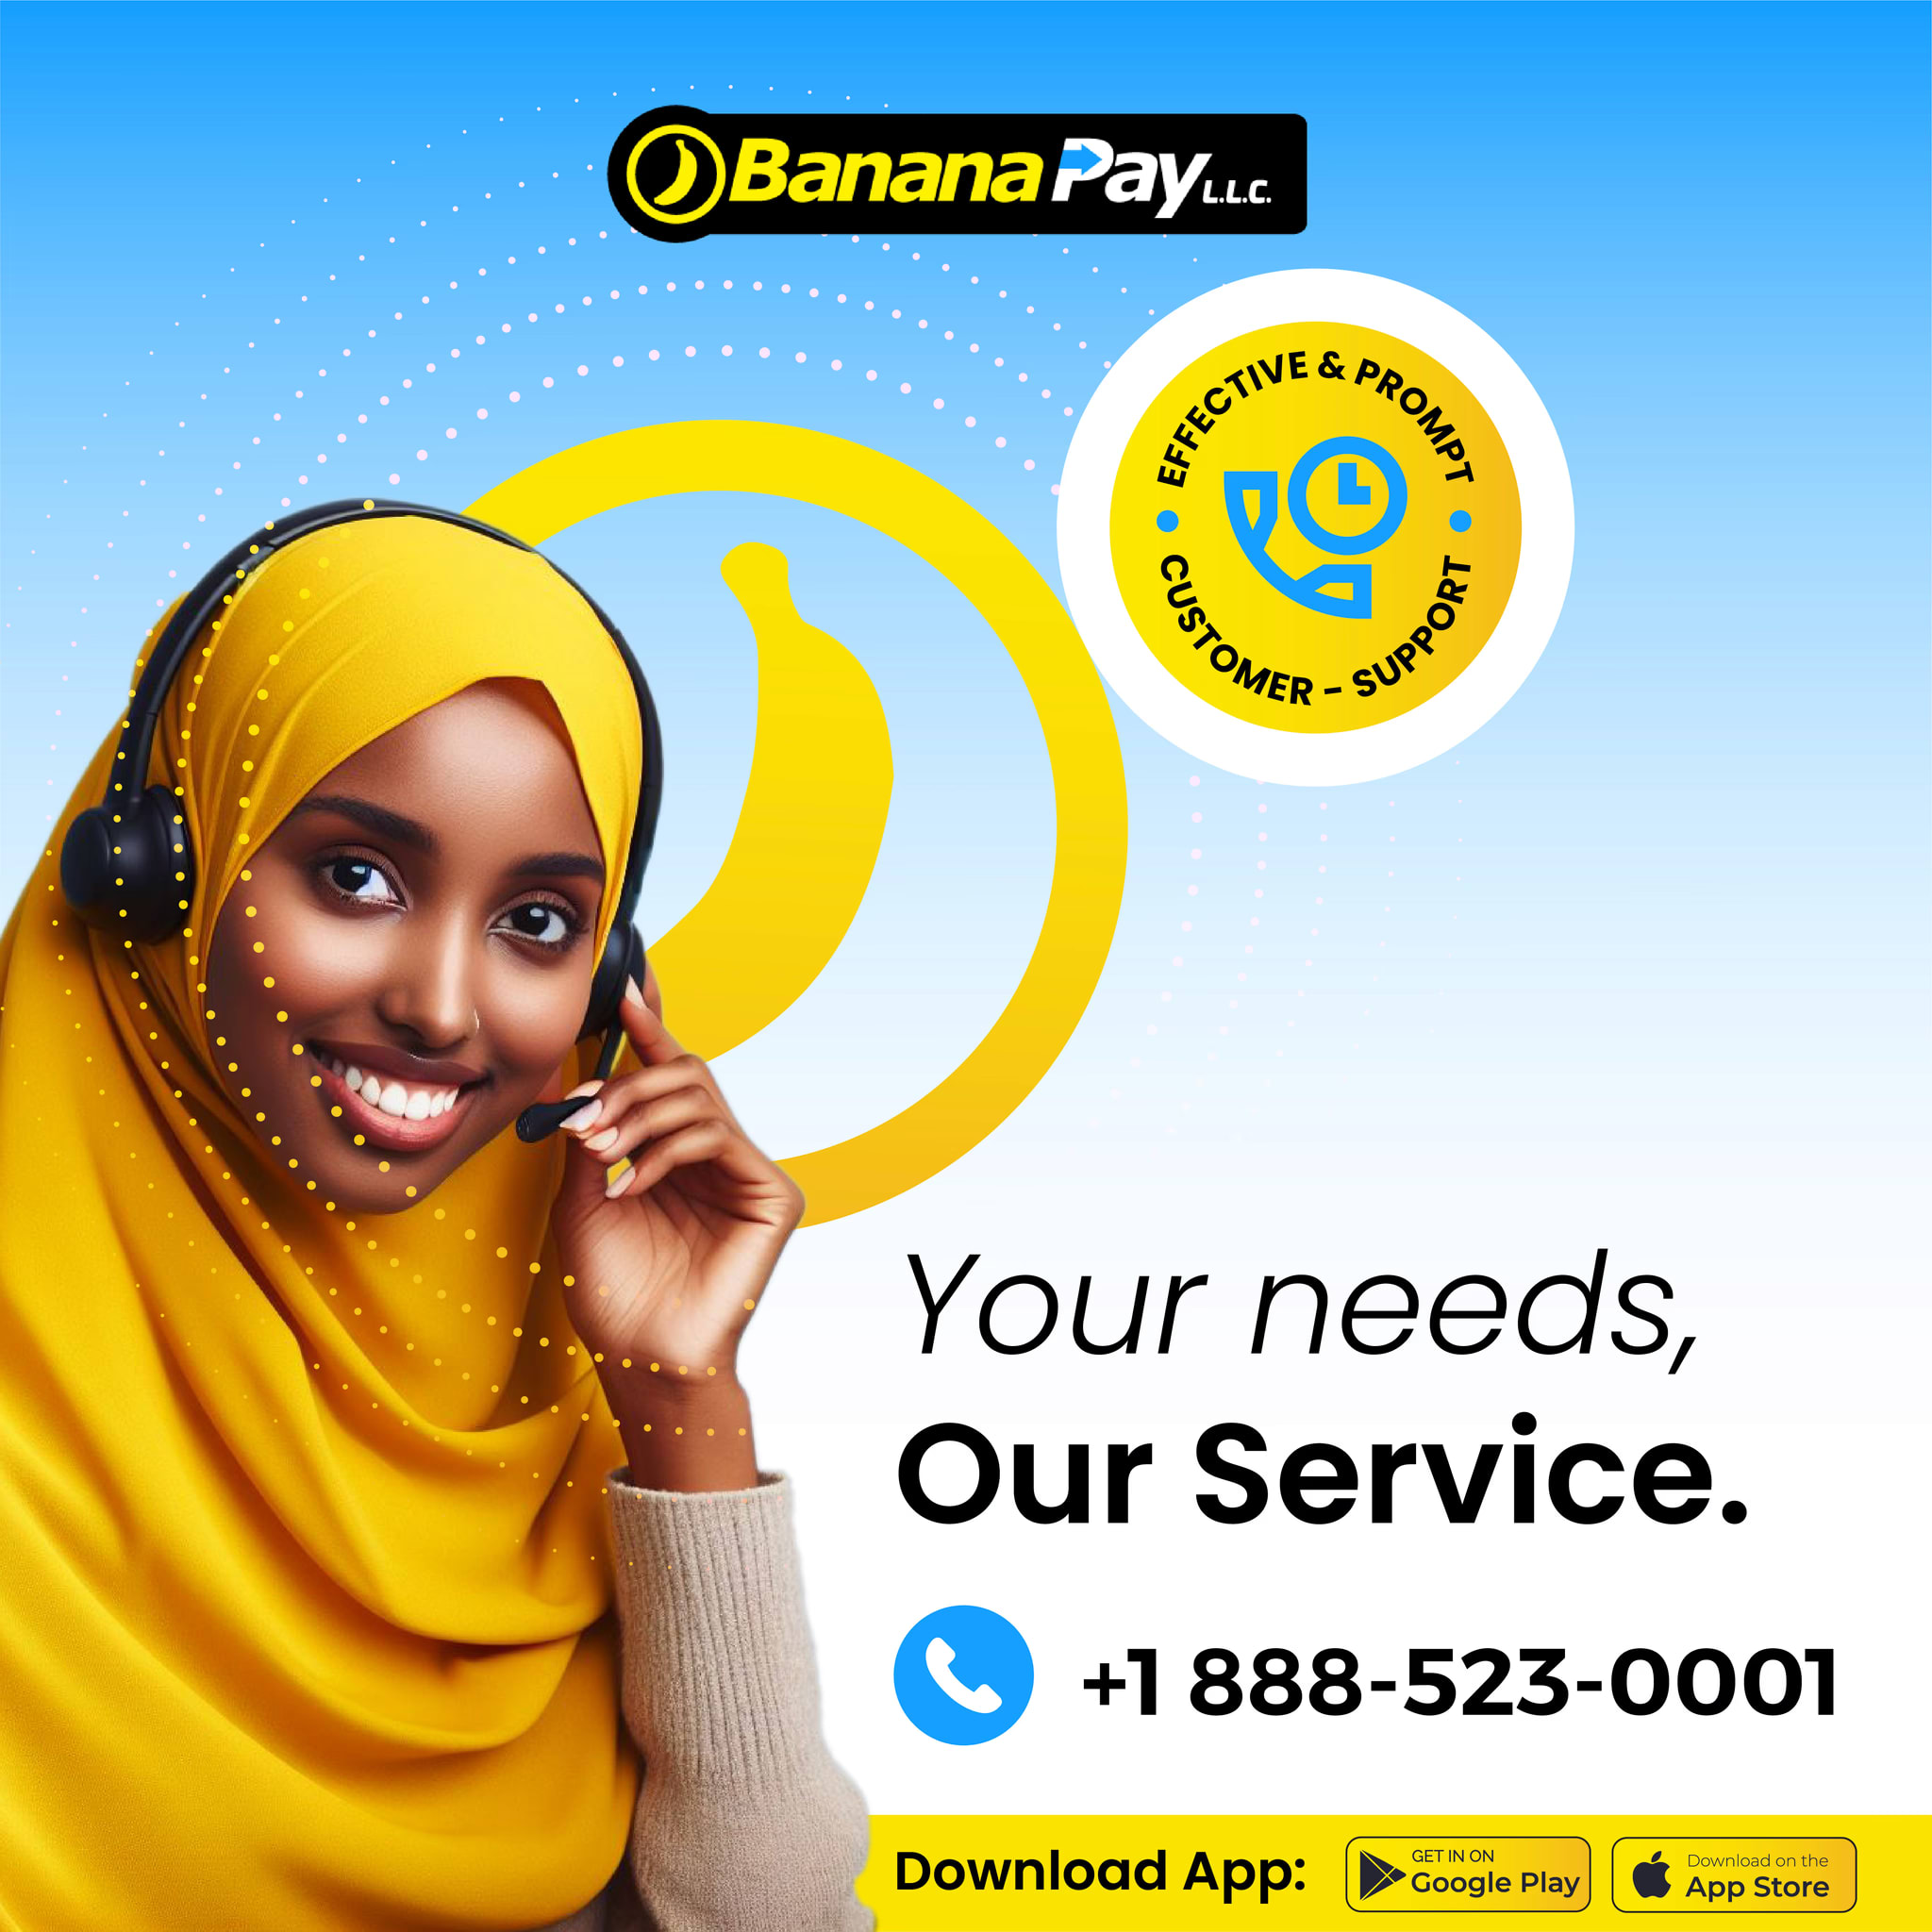 BananaPay L.L.C.
EFFECTIVE & PROMPT
CUSTOMER - SUPPORT
Your needs,
Our Service.
+1 888-523-0001
Download App:
GET IN ON
Google Play
Download on the
App Store